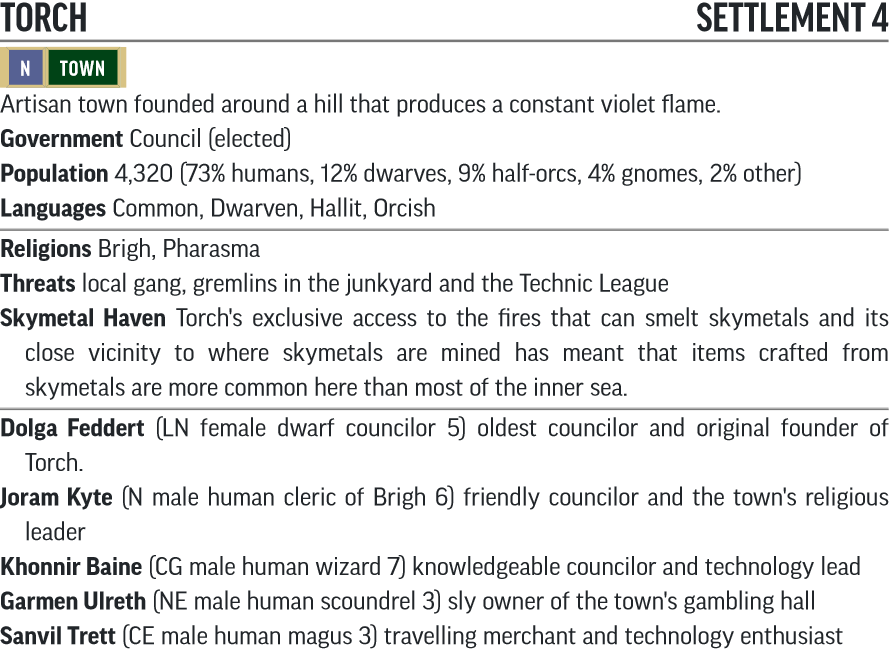 TORCH SETTLEMENT 4
N TOWN
Artisan town founded around a hill that produces a constant violet flame.
Government Council (elected)
Population 4,320 (73% humans, 12% dwarves, 9% half-orcs, 4% gnomes, 2% other)
Languages Common, Dwarven, Hallit, Orcish
Religions Brigh, Pharasma
Threats local gang, gremlins in the junkyard and the Technic League
Skymetal Haven Torch's exclusive access to the fires that can smelt skymetals and its
close vicinity to where skymetals are mined has meant that items crafted from
skymetals are more common here than most of the inner sea.
Dolga Feddert (LN female dwarf councilor 5) oldest councilor and original founder of
Torch.
Joram Kyte (N male human cleric of Brigh 6) friendly councilor and the town's religious
leader
Khonnir Baine (CG male human wizard 7) knowledgeable councilor and technology lead
Garmen Ulreth (NE male human scoundrel 3) sly owner of the town's gambling hall
Sanvil Trett (CE male human magus 3) travelling merchant and technology enthusiast